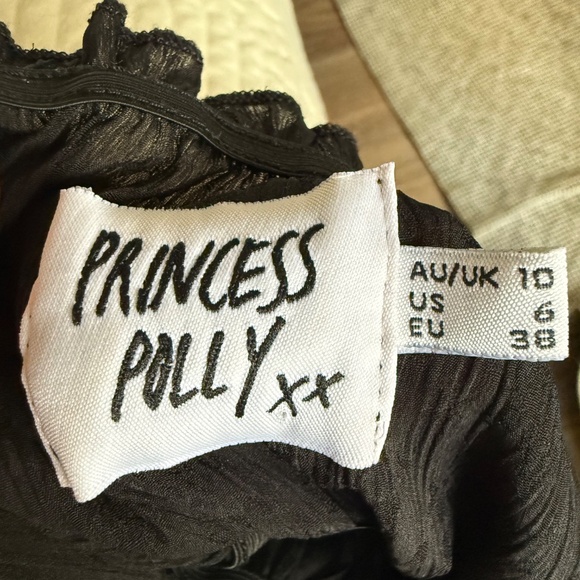 PRINCESS
POLLY xx
AU/UK 10
US 6
EU 38